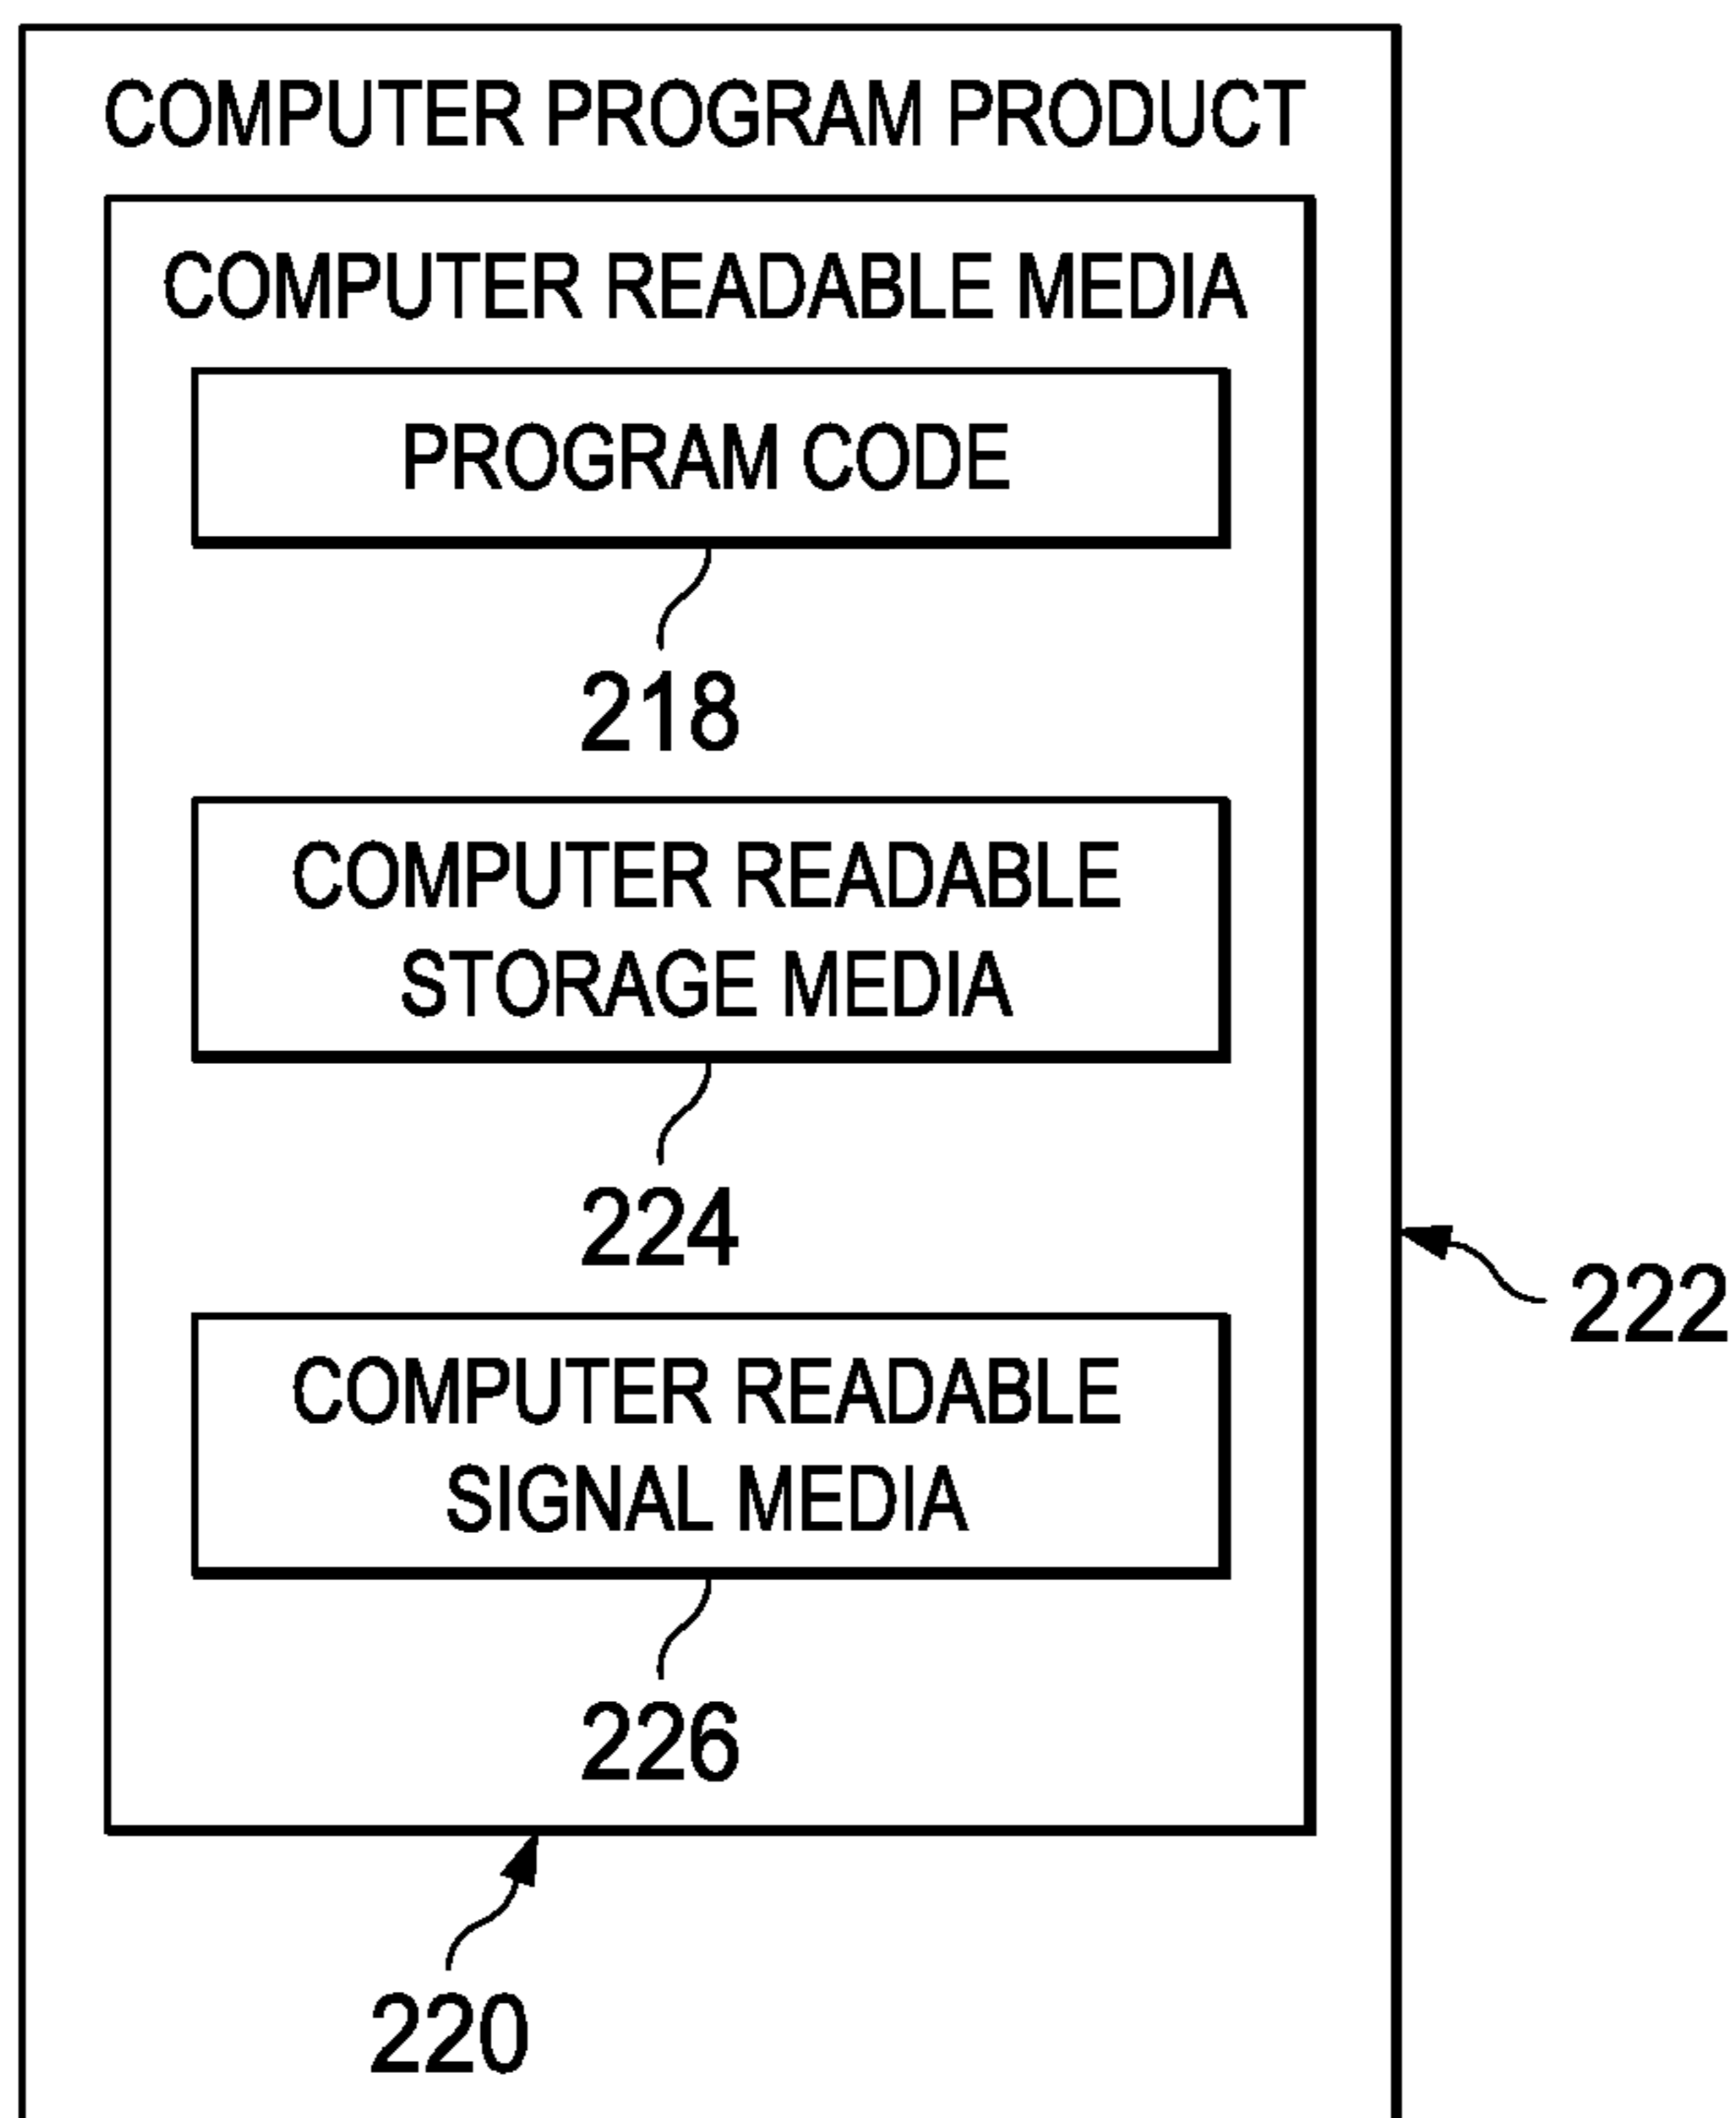 COMPUTER PROGRAM PRODUCT
COMPUTER READABLE MEDIA
PROGRAM CODE
218
COMPUTER READABLE
STORAGE MEDIA
224
222
COMPUTER READABLE
SIGNAL MEDIA
226
220